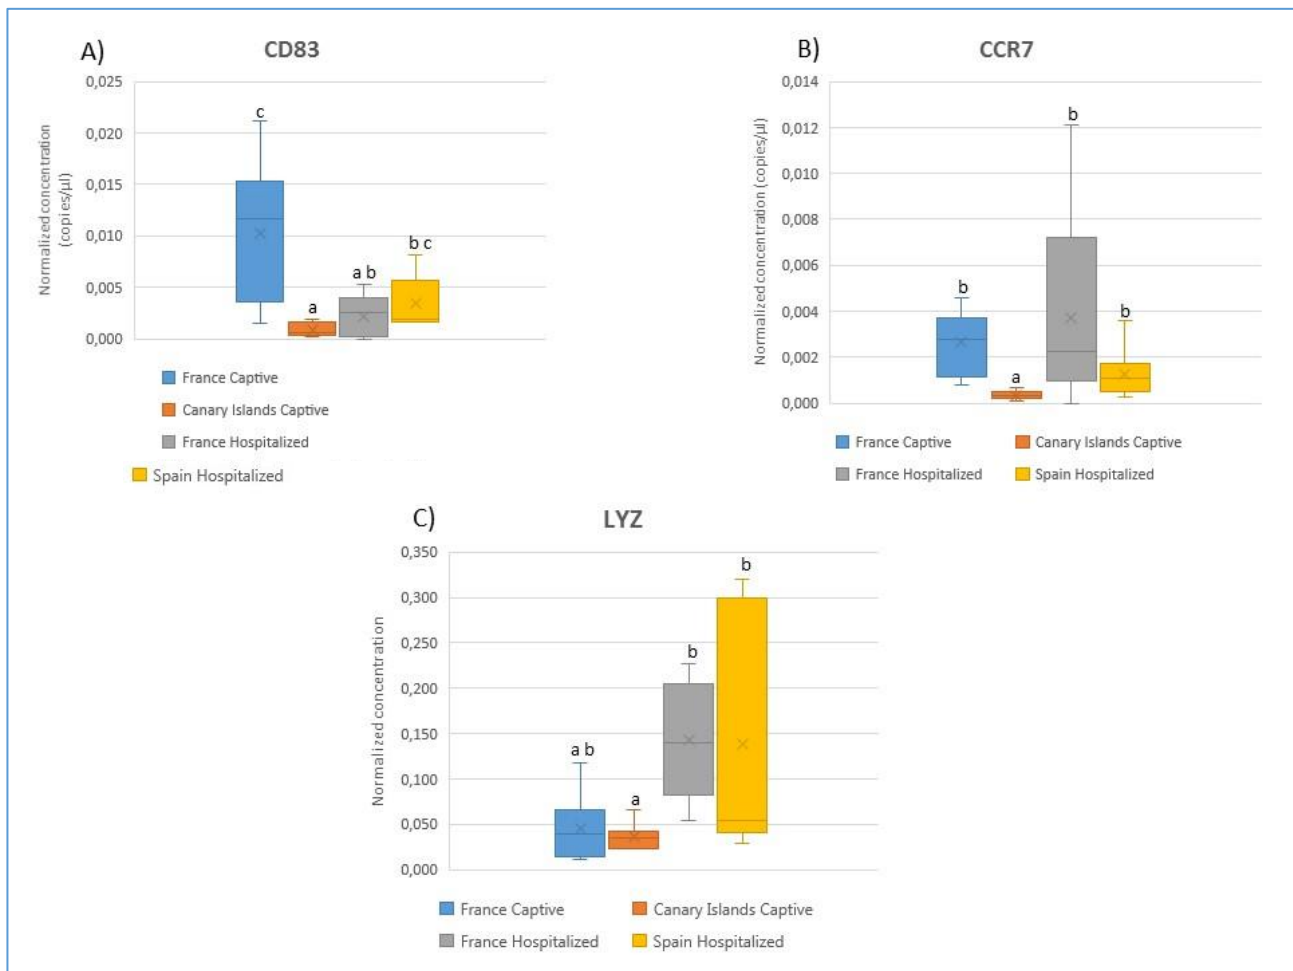 A)
CD83
Normalized concentration
(copies/µl)
0,025
0,020
0,015
0,010
0,005
0,000
c
a
a b
b c
France Captive
Canary Islands Captive
France Hospitalized
Spain Hospitalized
B)
CCR7
Normalized concentration (copies/µl)
0,014
0,012
0,010
0,008
0,006
0,004
0,002
0,000
b
a
b
b
France Captive
Canary Islands Captive
France Hospitalized
Spain Hospitalized
C)
LYZ
Normalized concentration
0,350
0,300
0,250
0,200
0,150
0,100
0,050
0,000
a b
a
b
b
France Captive
Canary Islands Captive
France Hospitalized
Spain Hospitalized